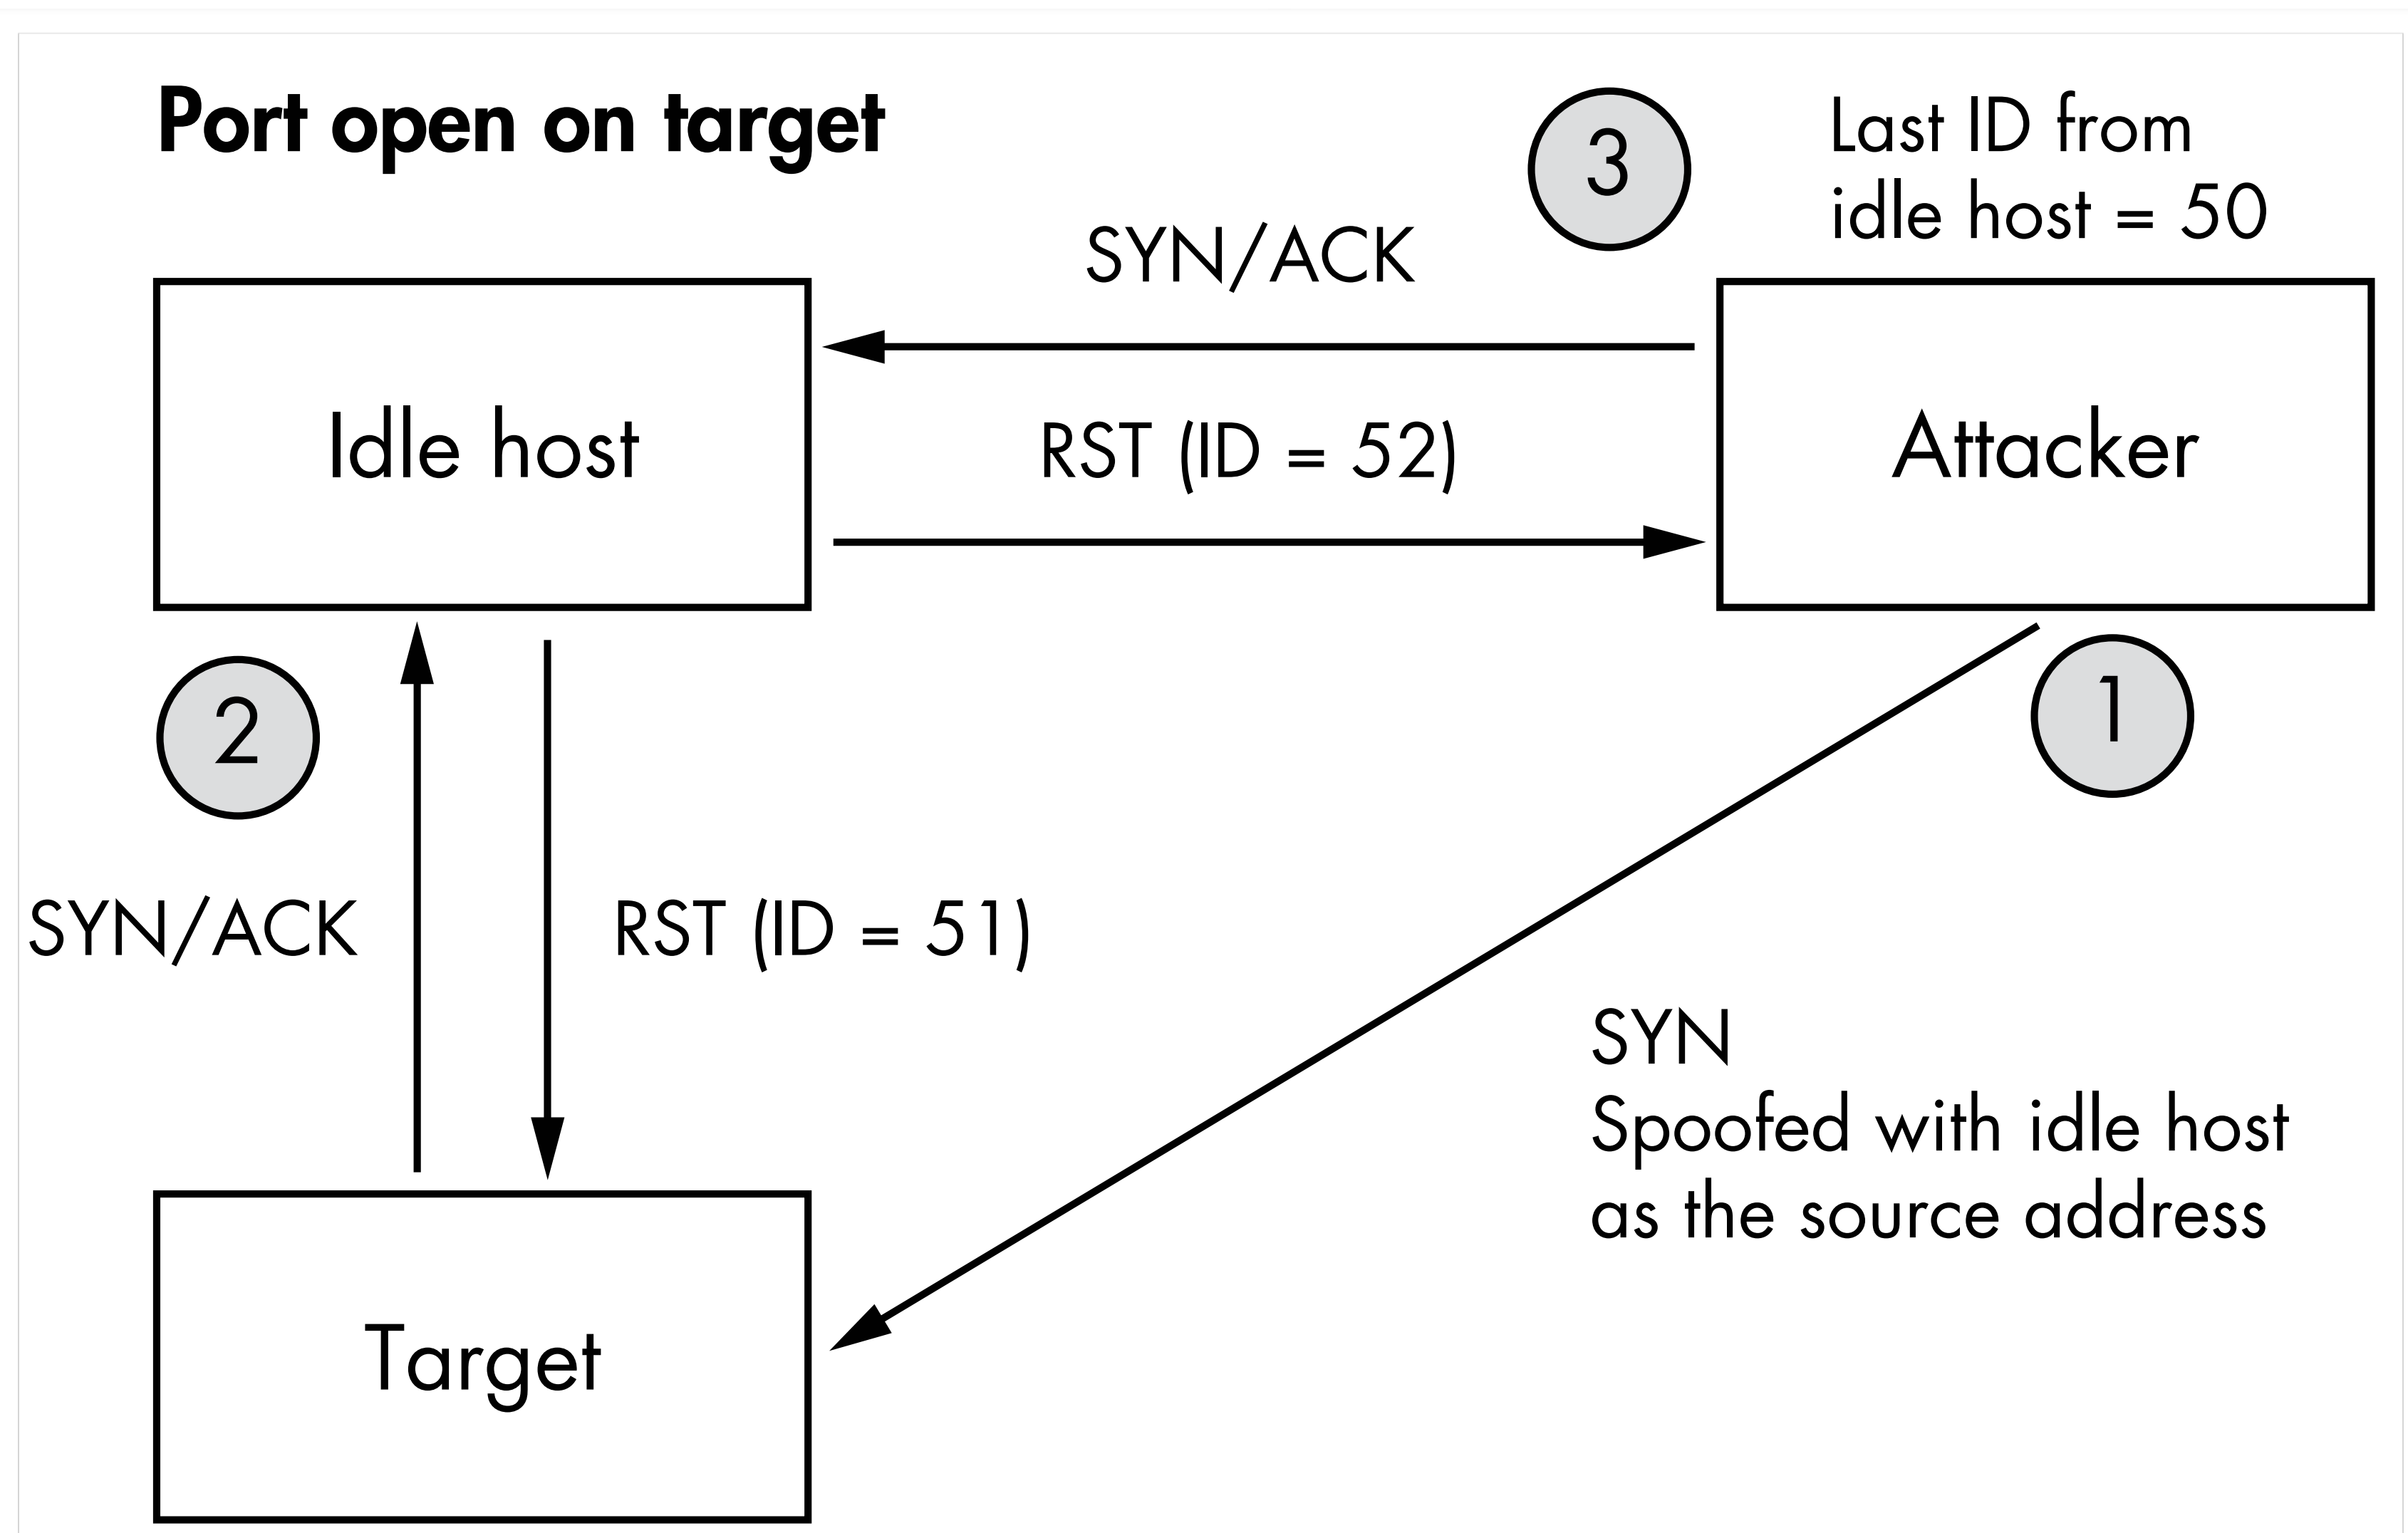 Port open on target
3
Last ID from
idle host = 50
SYN/ACK
Idle host
RST (ID = 52)
Attacker
2
1
SYN/ACK
RST (ID = 51)
SYN
Spoofed with idle host
as the source address
Target